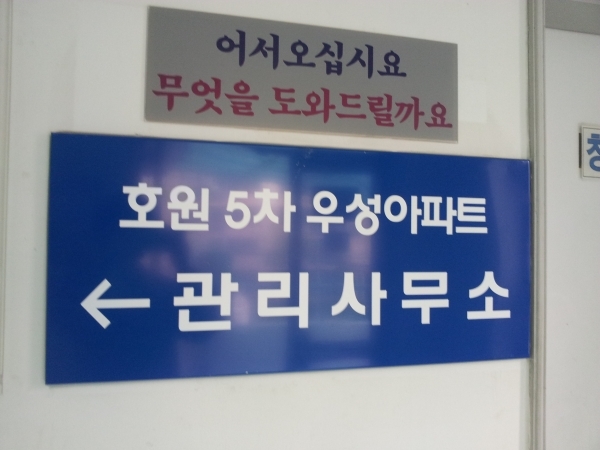 어서오십시요
무엇을 도와드릴까요
호원 5차 우성아파트
← 관리사무소